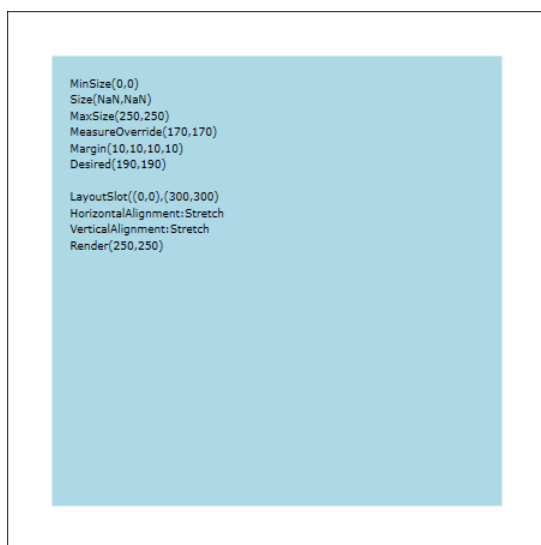 MinSize(0,0)
Size(NaN,NaN)
MaxSize(250,250)
MeasureOverride(170,170)
Margin(10,10,10,10)
Desired(190,190)
LayoutSlot((0,0),(300,300)
HorizontalAlignment:Stretch
VerticalAlignment:Stretch
Render(250,250)